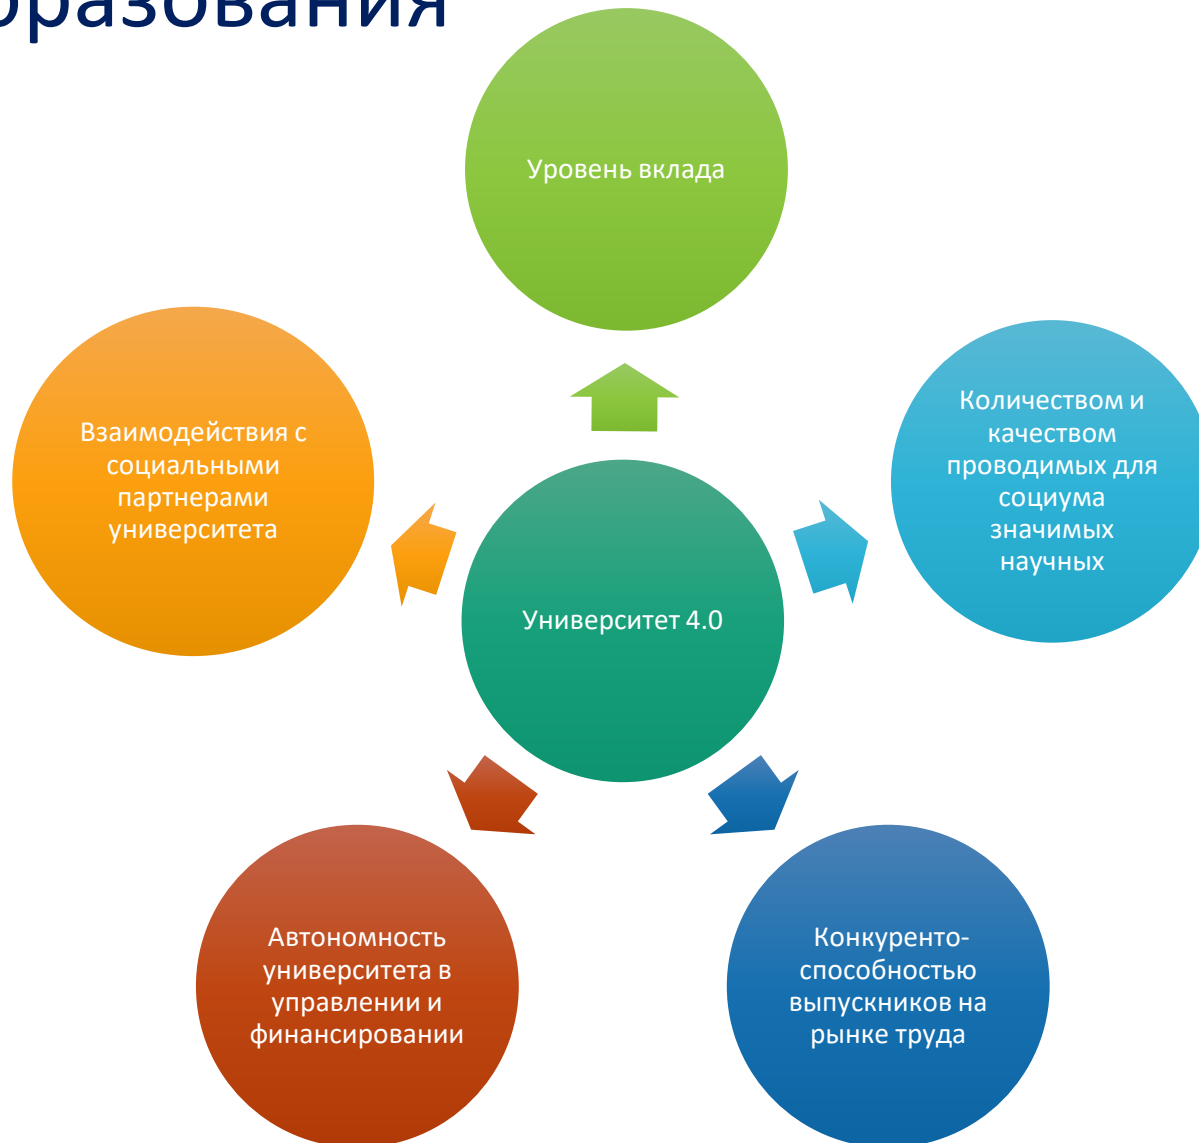 бразования
Уровень вклада
Количеством и
качеством
проводимых для
социума
значимых
научных
Взаимодействия с
социальными
партнерами
университета
Университет 4.0
Автономность
университета в
управлении и
финансировании
Конкуренто-
способностью
выпускников на
рынке труда